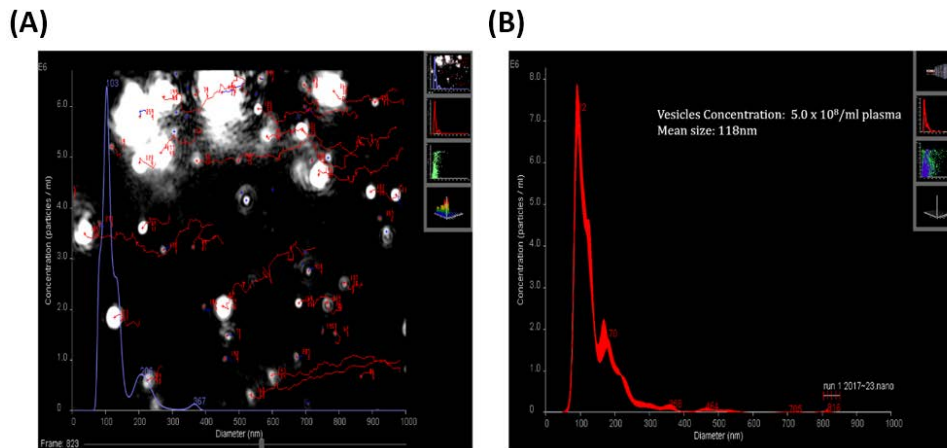 (A)
(B)
E6
103
6.0
5.0
4.0
3.0
2.0
1.0
0
Concentration (particles / ml)
367
0 100 200 300 400 500 600 700 800 900 1000
Diameter (nm)
Frame: 823
E6
8.0
7.0
6.0
5.0
4.0
3.0
2.0
1.0
0
Concentration (particles / ml)
Vesicles Concentration: 5.0 x 10⁸/ml plasma
Mean size: 118nm
run 1 2017-23.nano
0 100 200 300 400 500 600 700 800 900 1000
Diameter (nm)